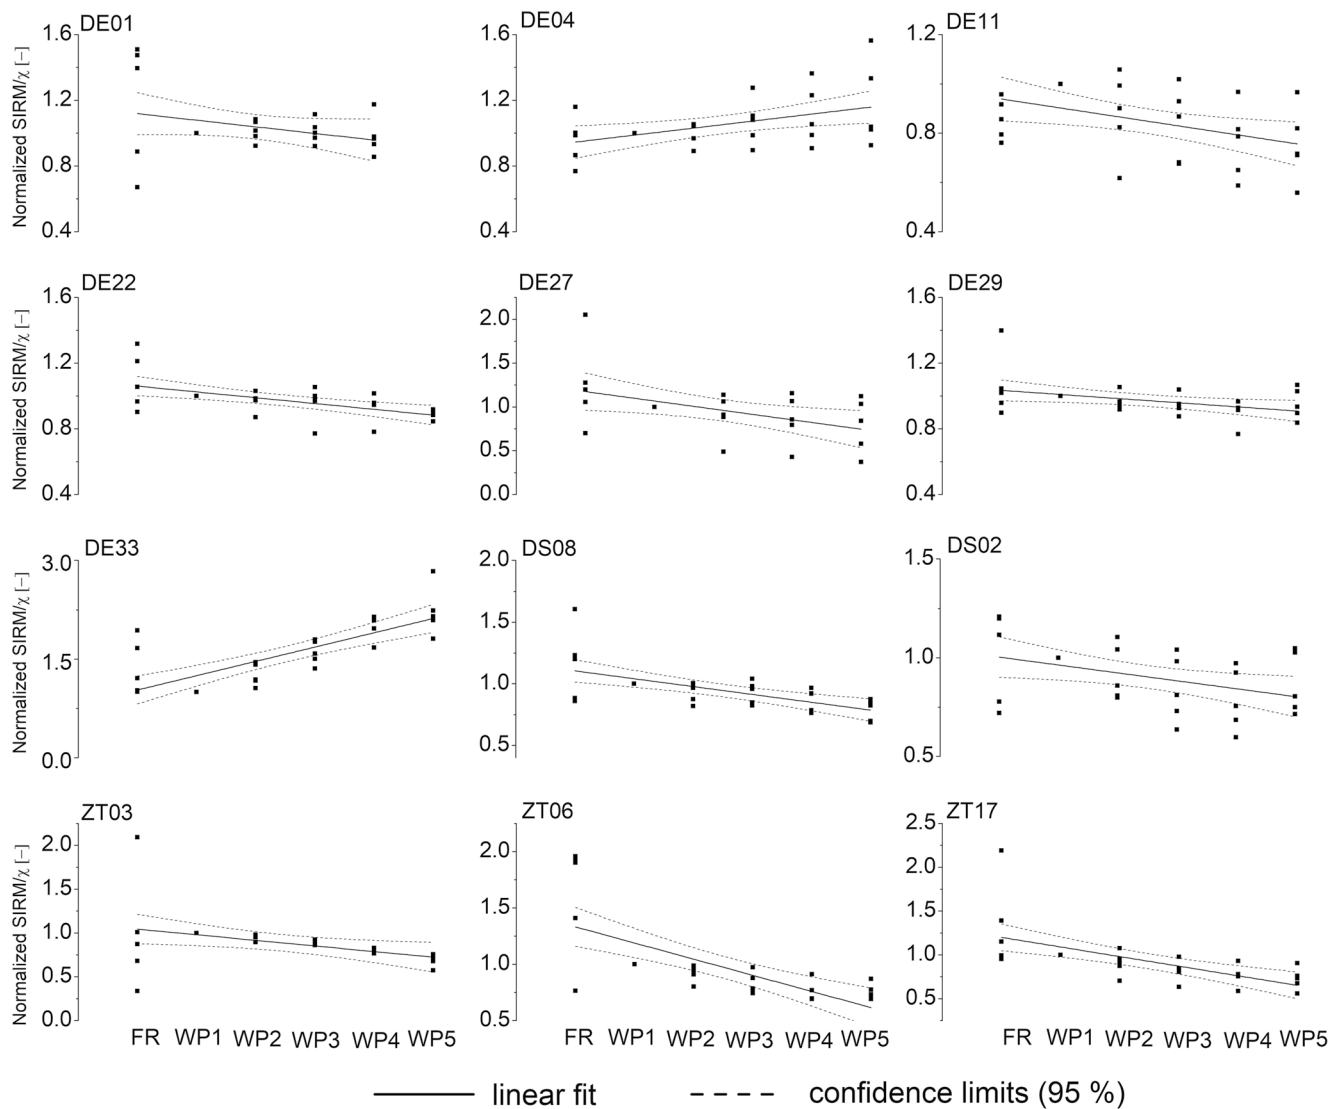 DE01 DE04 DE11
Normalized SIRM/χ [−]
1.6 1.6 1.2
1.2 1.2
0.8 0.8 0.8
0.4 0.4 0.4
DE22 DE27 DE29
Normalized SIRM/χ [−]
1.6 2.0 1.6
1.2 1.5 1.2
1.0
0.8 0.5 0.8
0.4 0.0 0.4
DE33 DS08 DS02
Normalized SIRM/χ [−]
3.0 2.0 1.5
1.5 1.5 1.0
1.0
0.0 0.5 0.5
ZT03 ZT06 ZT17
Normalized SIRM/χ [−]
2.0 2.0 2.5
1.5 1.5 2.0
1.0 1.0 1.5
0.5 0.5 1.0
0.0 0.5
FR WP1 WP2 WP3 WP4 WP5 FR WP1 WP2 WP3 WP4 WP5 FR WP1 WP2 WP3 WP4 WP5
linear fit confidence limits (95 %)